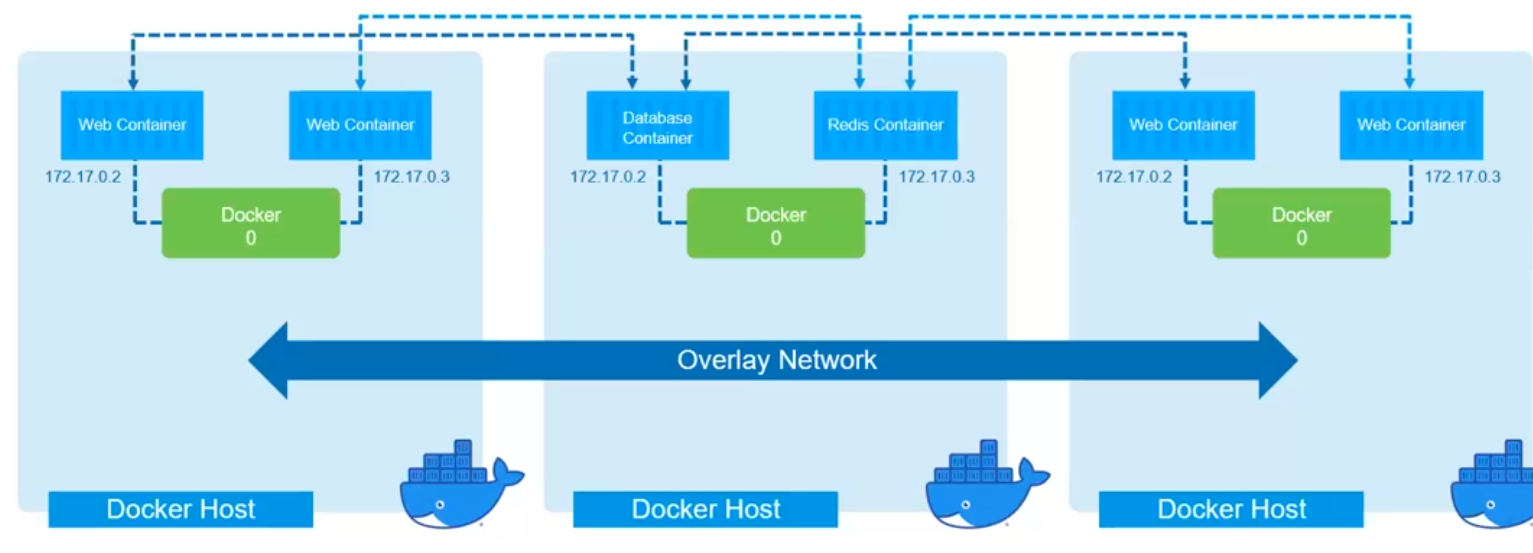 Web Container
Web Container
Database
Container
Redis Container
Web Container
Web Container
172.17.0.2
172.17.0.3
172.17.0.2
172.17.0.3
172.17.0.2
172.17.0.3
Docker
0
Docker
0
Docker
0
Overlay Network
Docker Host
Docker Host
Docker Host